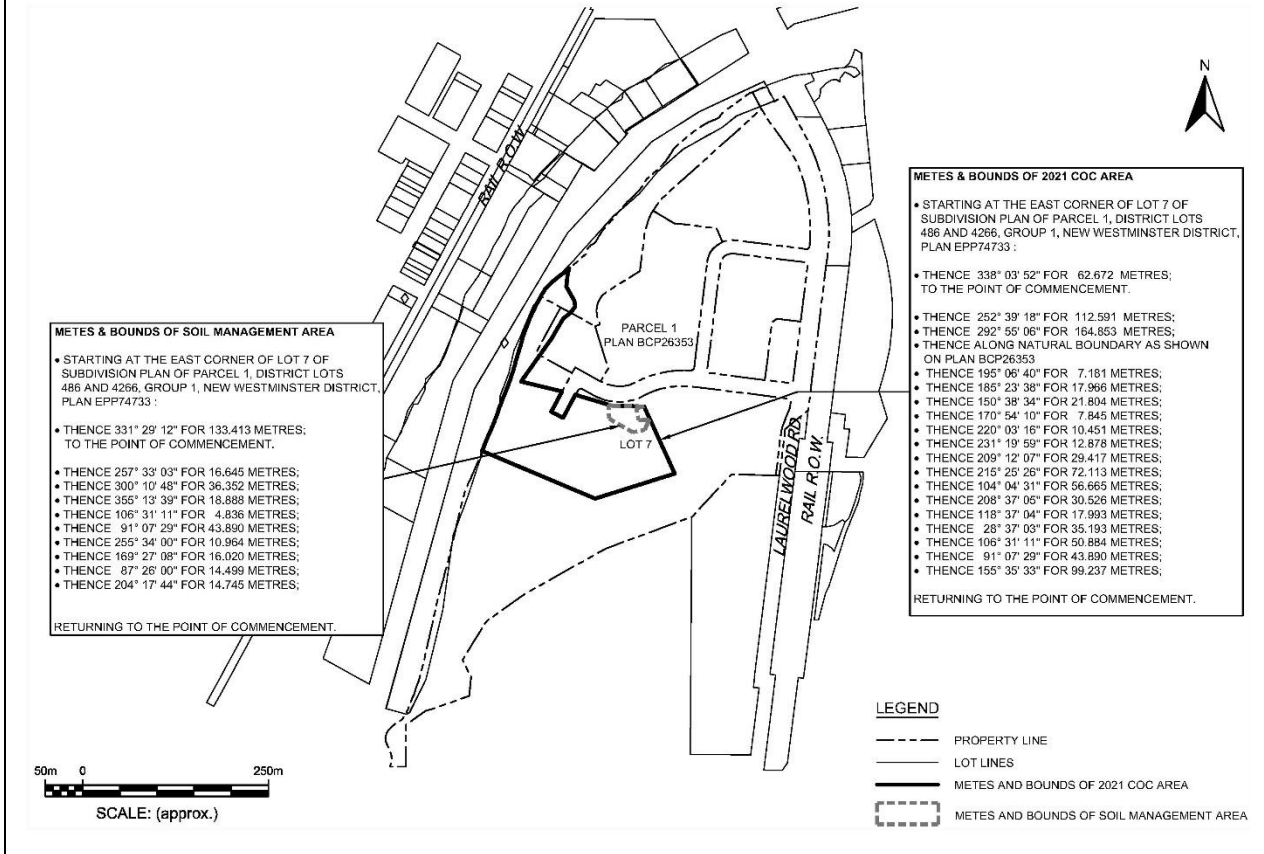 N
RAIL R.O.W
METES & BOUNDS OF 2021 COC AREA
• STARTING AT THE EAST CORNER OF LOT 7 OF
SUBDIVISION PLAN OF PARCEL 1, DISTRICT LOTS
486 AND 4266, GROUP 1, NEW WESTMINSTER DISTRICT,
PLAN EPP74733 :
• THENCE 338° 03' 52" FOR 62.672 METRES;
TO THE POINT OF COMMENCEMENT.
• THENCE 252° 39' 18" FOR 112.591 METRES;
• THENCE 292° 55' 06" FOR 164.853 METRES;
• THENCE ALONG NATURAL BOUNDARY AS SHOWN
ON PLAN BCP26353
• THENCE 195° 06' 40" FOR 7.181 METRES;
• THENCE 185° 23' 38" FOR 17.966 METRES;
• THENCE 150° 38' 34" FOR 21.804 METRES;
• THENCE 170° 54' 10" FOR 7.845 METRES;
• THENCE 220° 03' 16" FOR 10.451 METRES;
• THENCE 231° 19' 59" FOR 12.878 METRES;
• THENCE 209° 12' 07" FOR 29.417 METRES;
• THENCE 215° 25' 26" FOR 72.113 METRES;
• THENCE 104° 04' 31" FOR 56.665 METRES;
• THENCE 208° 37' 05" FOR 30.526 METRES;
• THENCE 118° 37' 04" FOR 17.993 METRES;
• THENCE 28° 37' 03" FOR 35.193 METRES;
• THENCE 106° 31' 11" FOR 50.884 METRES;
• THENCE 91° 07' 29" FOR 43.890 METRES;
• THENCE 155° 35' 33" FOR 99.237 METRES;
RETURNING TO THE POINT OF COMMENCEMENT.
PARCEL 1
PLAN BCP26353
METES & BOUNDS OF SOIL MANAGEMENT AREA
• STARTING AT THE EAST CORNER OF LOT 7 OF
SUBDIVISION PLAN OF PARCEL 1, DISTRICT LOTS
486 AND 4266, GROUP 1, NEW WESTMINSTER DISTRICT,
PLAN EPP74733 :
• THENCE 331° 29' 12" FOR 133.413 METRES;
TO THE POINT OF COMMENCEMENT.
• THENCE 257° 33' 03" FOR 16.645 METRES;
• THENCE 300° 10' 48" FOR 36.352 METRES;
• THENCE 355° 13' 39" FOR 18.888 METRES;
• THENCE 106° 31' 11" FOR 4.836 METRES;
• THENCE 91° 07' 29" FOR 43.890 METRES;
• THENCE 255° 34' 00" FOR 10.964 METRES;
• THENCE 169° 27' 08" FOR 16.020 METRES;
• THENCE 87° 26' 00" FOR 14.499 METRES;
• THENCE 204° 17' 44" FOR 14.745 METRES;
RETURNING TO THE POINT OF COMMENCEMENT.
LOT 7
LAURELWOOD RD.
RAIL R.O.W.
LEGEND
PROPERTY LINE
LOT LINES
METES AND BOUNDS OF 2021 COC AREA
METES AND BOUNDS OF SOIL MANAGEMENT AREA
50m 0 250m
SCALE: (approx.)